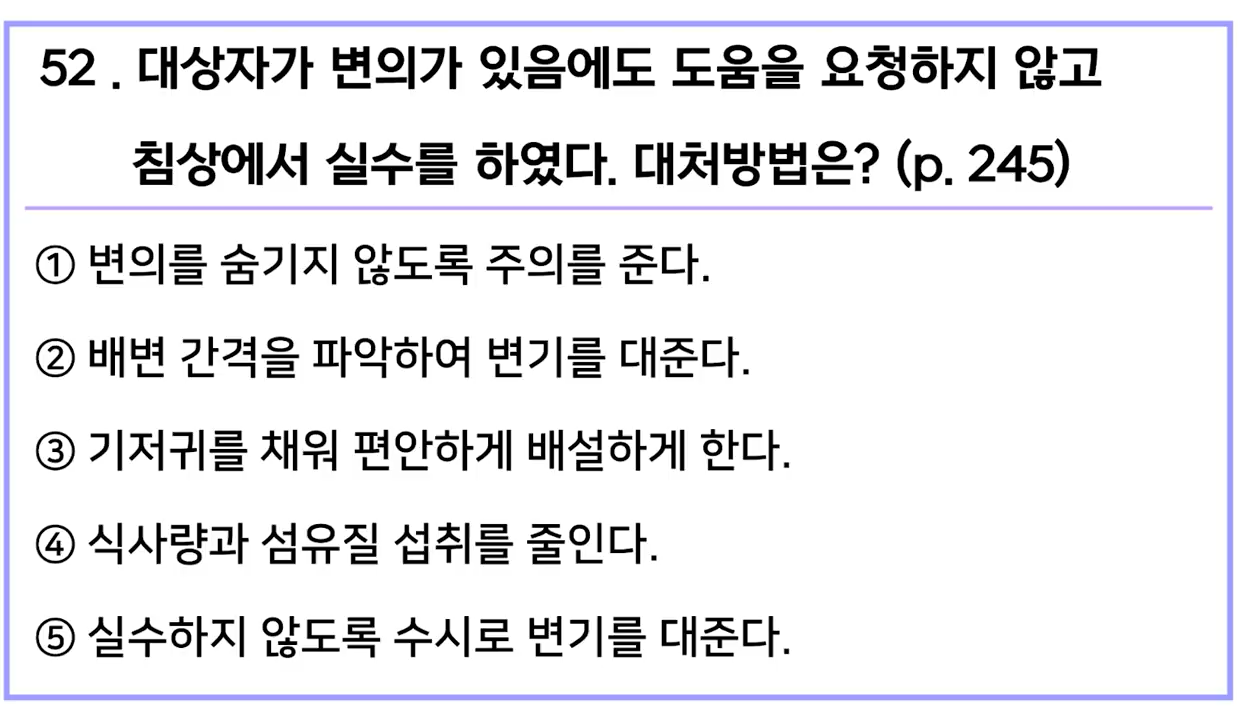 52 . 대상자가 변의가 있음에도 도움을 요청하지 않고
침상에서 실수를 하였다. 대처방법은? (p. 245)
① 변의를 숨기지 않도록 주의를 준다.
② 배변 간격을 파악하여 변기를 대준다.
③ 기저귀를 채워 편안하게 배설하게 한다.
④ 식사량과 섬유질 섭취를 줄인다.
⑤ 실수하지 않도록 수시로 변기를 대준다.